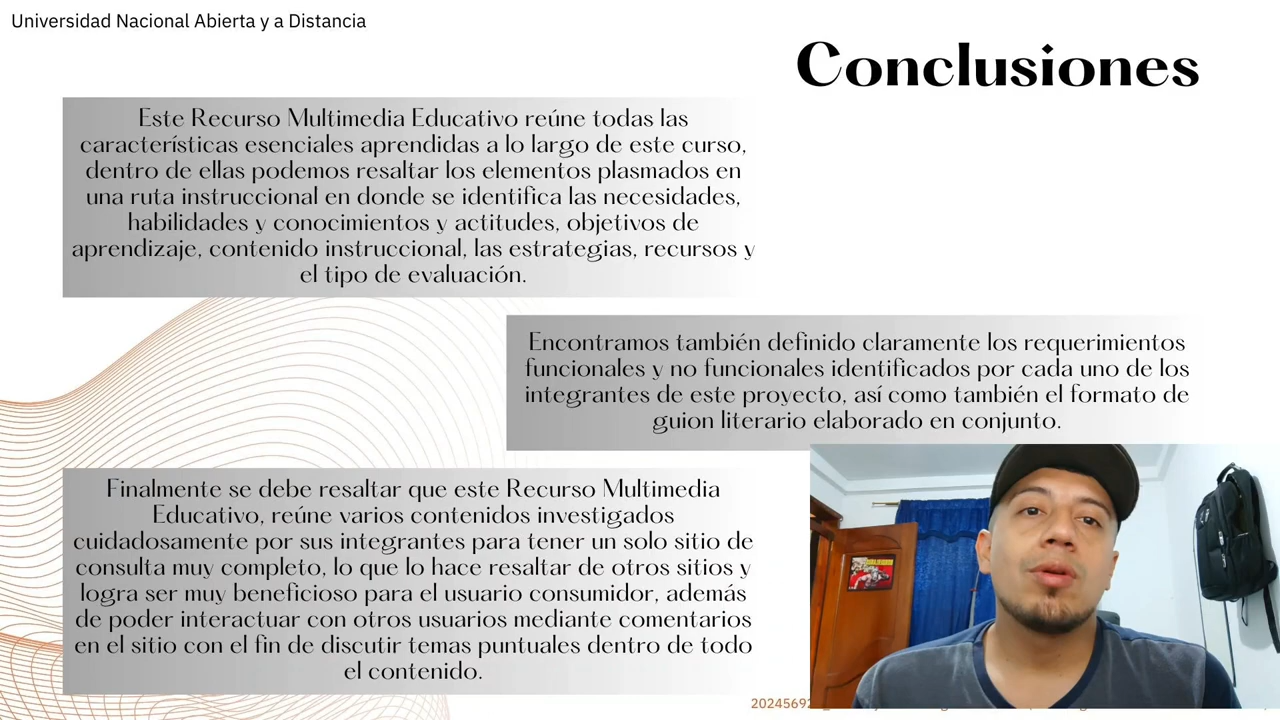 Universidad Nacional Abierta y a Distancia
Conclusiones
Este Recurso Multimedia Educativo reúne todas las
características esenciales aprendidas a lo largo de este curso,
dentro de ellas podemos resaltar los elementos plasmados en
una ruta instruccional en donde se identifica las necesidades,
habilidades y conocimientos y actitudes, objetivos de
aprendizaje, contenido instruccional, las estrategias, recursos y
el tipo de evaluación.
Encontramos también definido claramente los requerimientos
funcionales y no funcionales identificados por cada uno de los
integrantes de este proyecto, así como también el formato de
guion literario elaborado en conjunto.
Finalmente se debe resaltar que este Recurso Multimedia
Educativo, reúne varios contenidos investigados
cuidadosamente por sus integrantes para tener un solo sitio de
consulta muy completo, lo que lo hace resaltar de otros sitios y
logra ser muy beneficioso para el usuario consumidor, además
de poder interactuar con otros usuarios mediante comentarios
en el sitio con el fin de discutir temas puntuales dentro de todo
el contenido.